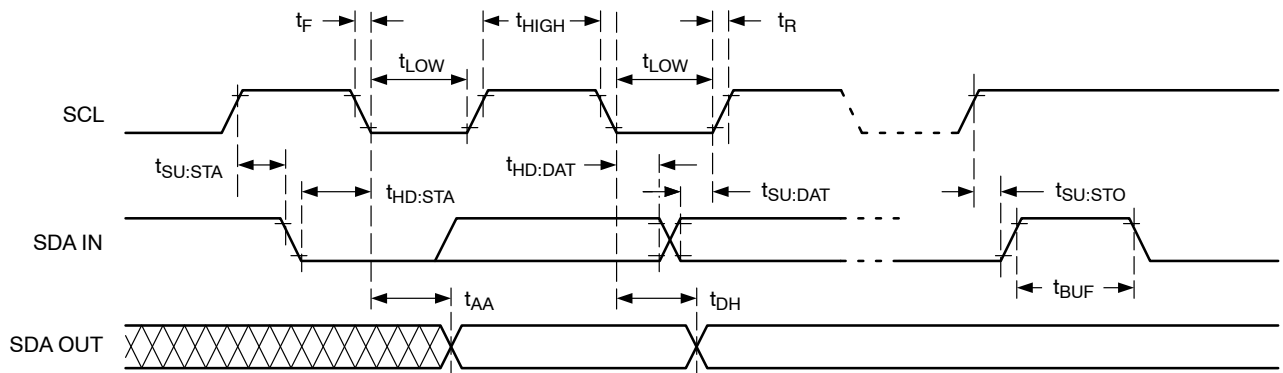 tF
tHIGH
tR
tLOW
tLOW
SCL
tSU:STA
tHD:STA
tHD:DAT
tSU:DAT
tSU:STO
SDA IN
tBUF
tAA
tDH
SDA OUT